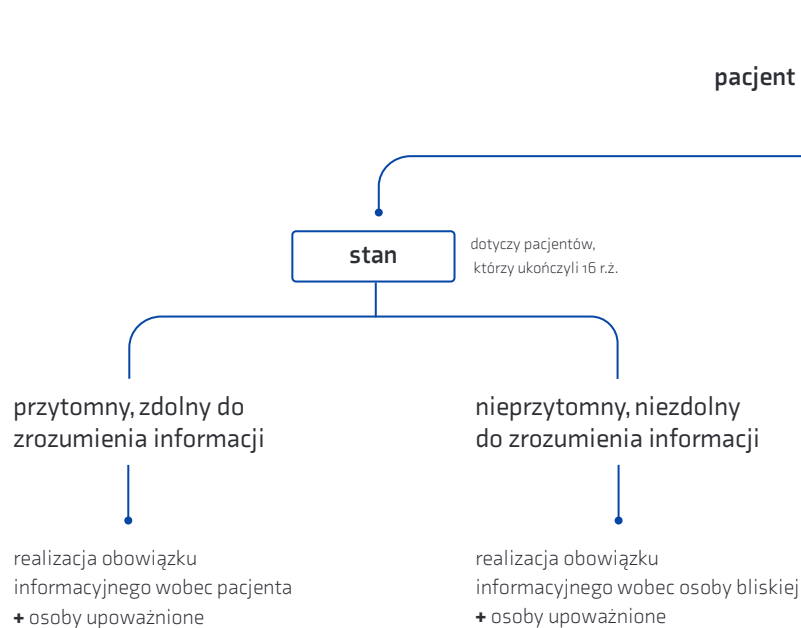 pacjent
stan
dotyczy pacjentów,
którzy ukończyli 16 r.ż.
przytomny, zdolny do
zrozumienia informacji
nieprzytomny, niezdolny
do zrozumienia informacji
realizacja obowiązku
informacyjnego wobec pacjenta
+ osoby upoważnione
realizacja obowiązku
informacyjnego wobec osoby bliskiej
+ osoby upoważnione